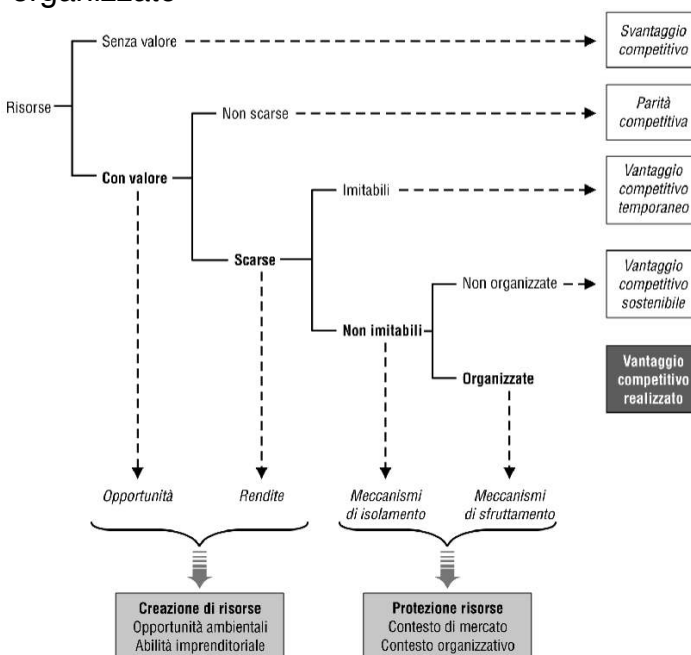 organizzato
Senza valore
Svantaggio
competitivo
Risorse
Non scarse
Parità
competitiva
Con valore
Imitabili
Vantaggio
competitivo
temporaneo
Scarse
Non organizzate
Vantaggio
competitivo
sostenibile
Non imitabili
Organizzate
Vantaggio
competitivo
realizzato
Opportunità
Rendite
Meccanismi
di isolamento
Meccanismi
di sfruttamento
Creazione di risorse
Opportunità ambientali
Abilità imprenditoriale
Protezione risorse
Contesto di mercato
Contesto organizzativo